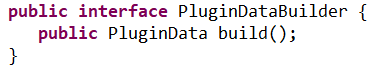 public interface PluginDataBuilder {
   public PluginData build();
}